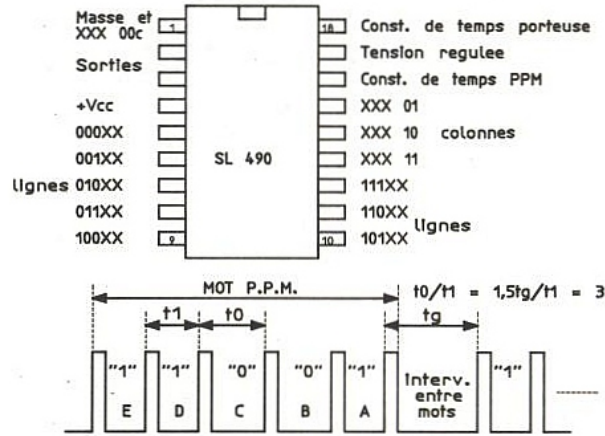 Masse et
XXX 00c
Sorties
+Vcc
000XX
001XX
lignes 010XX
011XX
100XX
1
9
SL 490
18
10
Const. de temps porteuse
Tension regulee
Const. de temps PPM
XXX 01
XXX 10 colonnes
XXX 11
111XX
110XX
lignes
101XX
MOT P.P.M.
t0/t1 = 1,5tg/t1 = 3
t1 t0 tg
"1" "1" "0" "0" "1" "1"
E D C B A
Interv.
entre
mots